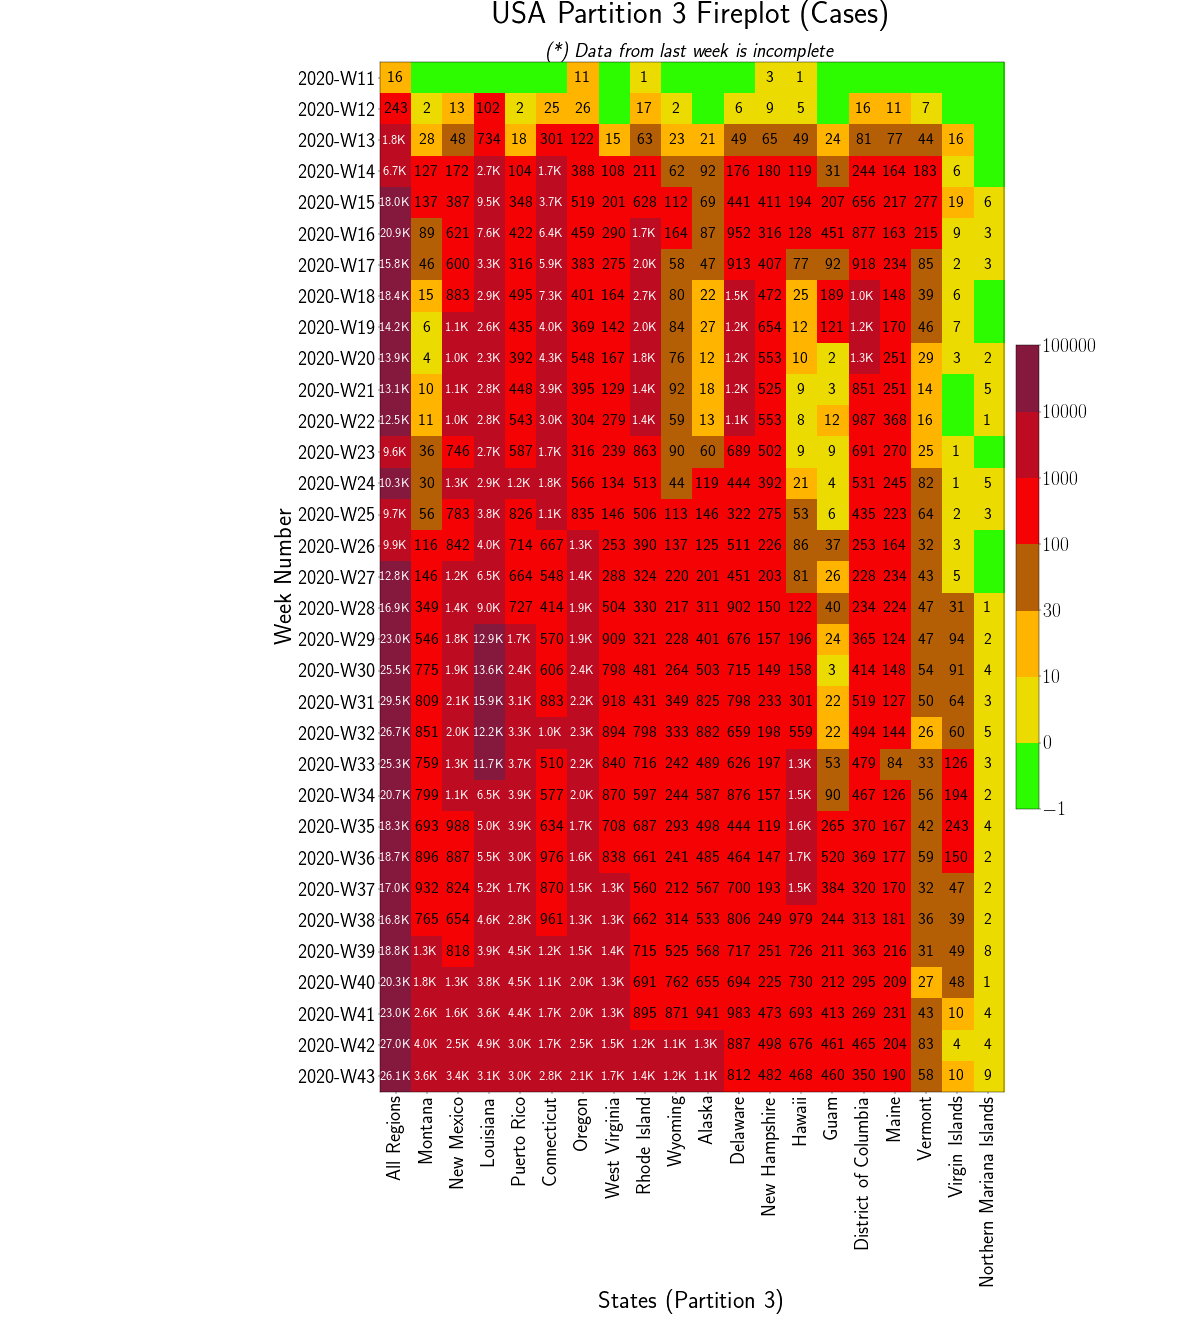 USA Partition 3 Fireplot (Cases)
(*) Data from last week is incomplete
2020-W11 16 11 1 3 1
2020-W12 243 2 13 102 2 25 26 17 2 6 9 5 16 11 7
2020-W13 1.8K 28 48 734 18 301 122 15 63 23 21 49 65 49 24 81 77 44 16
2020-W14 6.7K 127 172 2.7K 104 1.7K 388 108 211 62 92 176 180 119 31 244 164 183 6
2020-W15 18.0K 137 387 9.5K 348 3.7K 519 201 628 112 69 441 411 194 207 656 217 277 19 6
2020-W16 20.9K 89 621 7.6K 422 6.4K 459 290 1.7K 164 87 952 316 128 451 877 163 215 9 3
2020-W17 15.8K 46 600 3.3K 316 5.9K 383 275 2.0K 58 47 913 407 77 92 918 234 85 2 3
2020-W18 18.4K 15 883 2.9K 495 7.3K 401 164 2.7K 80 22 1.5K 472 25 189 1.0K 148 39 6
2020-W19 14.2K 6 1.1K 2.6K 435 4.0K 369 142 2.0K 84 27 1.2K 654 12 121 1.2K 170 46 7
2020-W20 13.9K 4 1.0K 2.3K 392 4.3K 548 167 1.8K 76 12 1.2K 553 10 2 1.3K 251 29 3 2
2020-W21 13.1K 10 1.1K 2.8K 448 3.9K 395 129 1.4K 92 18 1.2K 525 9 3 851 251 14 5
2020-W22 12.5K 11 1.0K 2.8K 543 3.0K 304 279 1.4K 59 13 1.1K 553 8 12 987 368 16 1
2020-W23 9.6K 36 746 2.7K 587 1.7K 316 239 863 90 60 689 502 9 9 691 270 25 1
2020-W24 10.3K 30 1.3K 2.9K 1.2K 1.8K 566 134 513 44 119 444 392 21 4 531 245 82 1 5
2020-W25 9.7K 56 783 3.8K 826 1.1K 835 146 506 113 146 322 275 53 6 435 223 64 2 3
2020-W26 9.9K 116 842 4.0K 714 667 1.3K 253 390 137 125 511 226 86 37 253 164 32 3
2020-W27 12.8K 146 1.2K 6.5K 664 548 1.4K 288 324 220 201 451 203 81 26 228 234 43 5
2020-W28 16.9K 349 1.4K 9.0K 727 414 1.9K 504 330 217 311 902 150 122 40 234 224 47 31 1
2020-W29 23.0K 546 1.8K 12.9K 1.7K 570 1.9K 909 321 228 401 676 157 196 24 365 124 47 94 2
2020-W30 25.5K 775 1.9K 13.6K 2.4K 606 2.4K 798 481 264 503 715 149 158 3 414 148 54 91 4
2020-W31 29.5K 809 2.1K 15.9K 3.1K 883 2.2K 918 431 349 825 798 233 301 22 519 127 50 64 3
2020-W32 26.7K 851 2.0K 12.2K 3.3K 1.0K 2.3K 894 798 333 882 659 198 559 22 494 144 26 60 5
2020-W33 25.3K 759 1.3K 11.7K 3.7K 510 2.2K 840 716 242 489 626 197 1.3K 53 479 84 33 126 3
2020-W34 20.7K 799 1.1K 6.5K 3.9K 577 2.0K 870 597 244 587 876 157 1.5K 90 467 126 56 194 2
2020-W35 18.3K 693 988 5.0K 3.9K 634 1.7K 708 687 293 498 444 119 1.6K 265 370 167 42 243 4
2020-W36 18.7K 896 887 5.5K 3.0K 976 1.6K 838 661 241 485 464 147 1.7K 520 369 177 59 150 2
2020-W37 17.0K 932 824 5.2K 1.7K 870 1.5K 1.3K 560 212 567 700 193 1.5K 384 320 170 32 47 2
2020-W38 16.8K 765 654 4.6K 2.8K 961 1.3K 1.3K 662 314 533 806 249 979 244 313 181 36 39 2
2020-W39 18.8K 1.3K 818 3.9K 4.5K 1.2K 1.5K 1.4K 715 525 568 717 251 726 211 363 216 31 49 8
2020-W40 20.3K 1.8K 1.3K 3.8K 4.5K 1.1K 2.0K 1.3K 691 762 655 694 225 730 212 295 209 27 48 1
2020-W41 23.0K 2.6K 1.6K 3.6K 4.4K 1.7K 2.0K 1.3K 895 871 941 983 473 693 413 269 231 43 10 4
2020-W42 27.0K 4.0K 2.5K 4.9K 3.0K 1.7K 2.5K 1.5K 1.2K 1.1K 1.3K 887 498 676 461 465 204 83 4 4
2020-W43 26.1K 3.6K 3.4K 3.1K 3.0K 2.8K 2.1K 1.7K 1.4K 1.2K 1.1K 812 482 468 460 350 190 58 10 9
Week Number
All Regions
Montana
New Mexico
Louisiana
Puerto Rico
Connecticut
Oregon
West Virginia
Rhode Island
Wyoming
Alaska
Delaware
New Hampshire
Hawaii
Guam
District of Columbia
Maine
Vermont
Virgin Islands
Northern Mariana Islands
States (Partition 3)
100000
10000
1000
100
30
10
0
−1